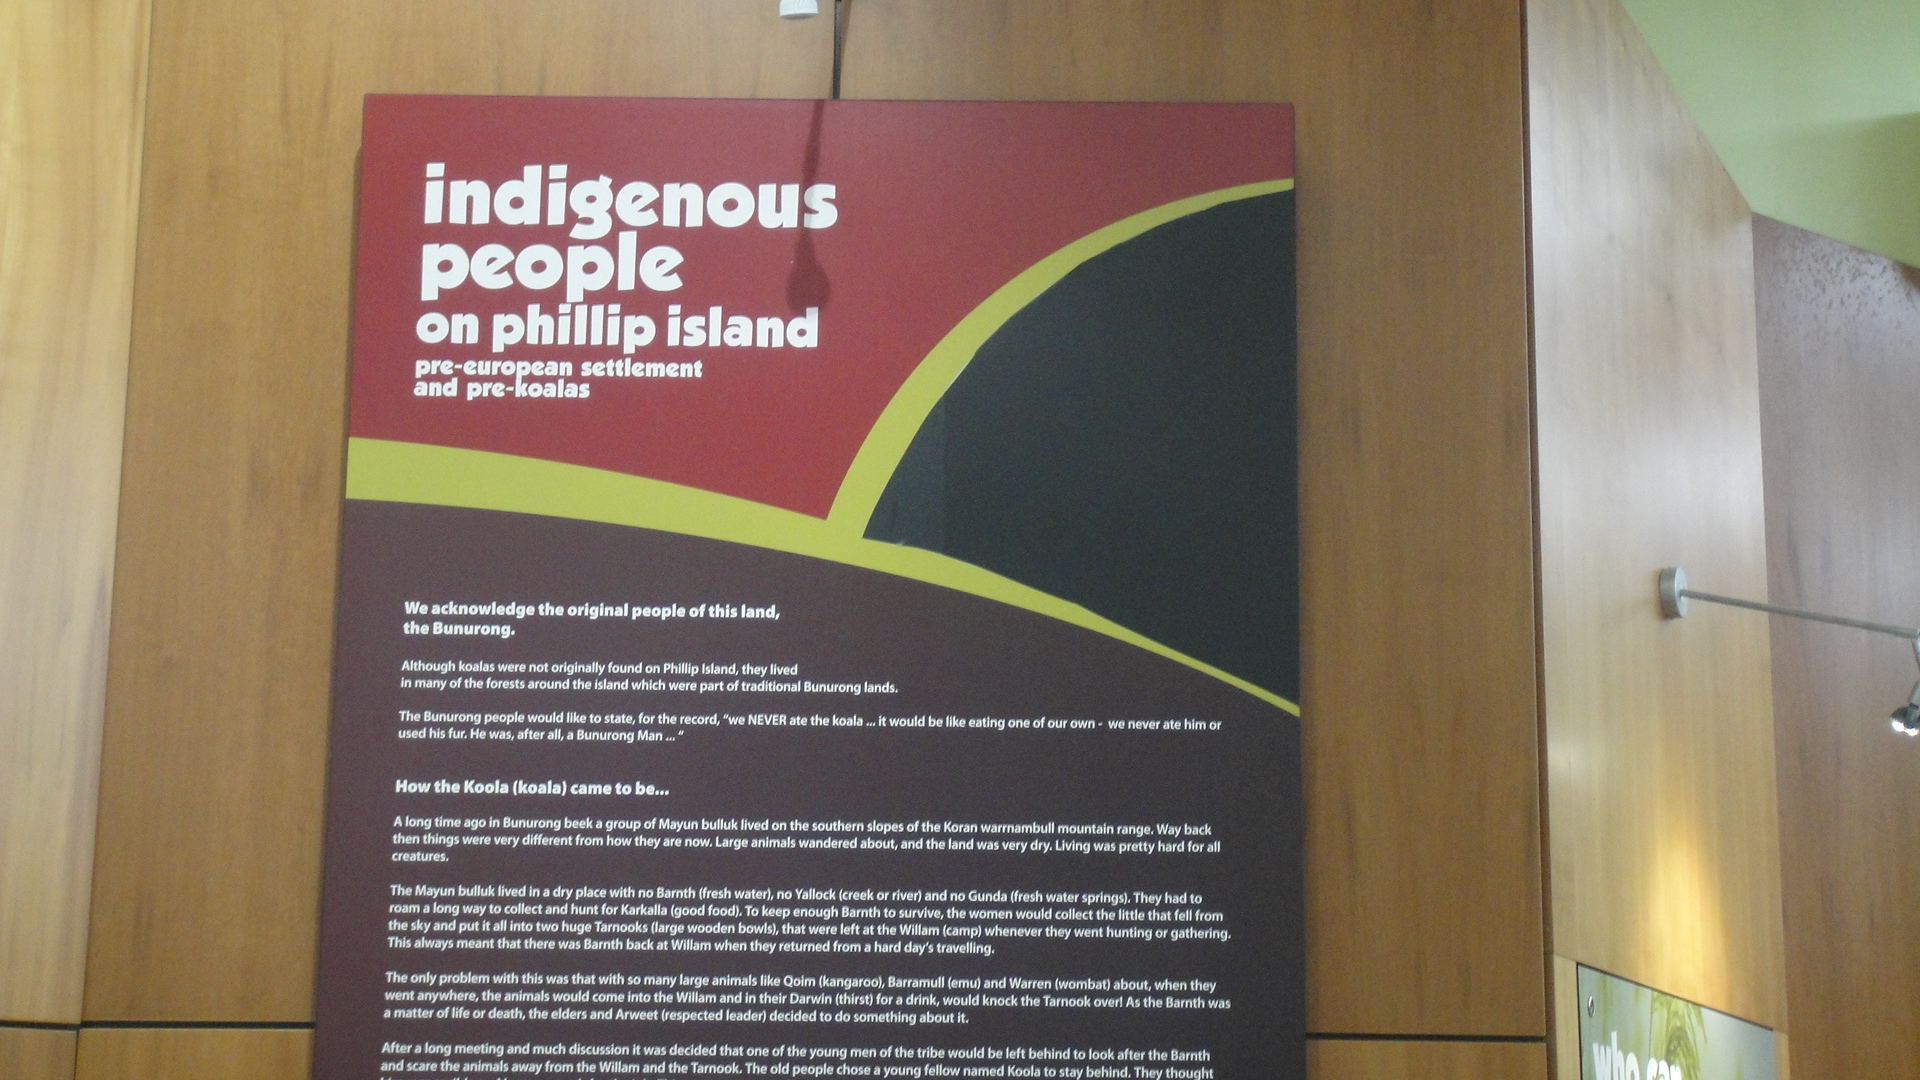 indigenous
people
on phillip island
pre-european settlement
and pre-koalas
We acknowledge the original people of this land,
the Bunurong.
Although koalas were not originally found on Phillip Island, they lived
in many of the forests around the island which were part of traditional Bunurong lands.
The Bunurong people would like to state, for the record, "we NEVER ate the koala ... it would be like eating one of our own - we never ate him or
used his fur. He was, after all, a Bunurong Man ... "
How the Koola (koala) came to be...
A long time ago in Bunurong beek a group of Mayun bulluk lived on the southern slopes of the Koran warrnambull mountain range. Way back
then things were very different from how they are now. Large animals wandered about, and the land was very dry. Living was pretty hard for all
creatures.
The Mayun bulluk lived in a dry place with no Barnth (fresh water), no Yallock (creek or river) and no Gunda (fresh water springs). They had to
roam a long way to collect and hunt for Karkalla (good food). To keep enough Barnth to survive, the women would collect the little that fell from
the sky and put it all into two huge Tarnooks (large wooden bowls), that were left at the Willam (camp) whenever they went hunting or gathering.
This always meant that there was Barnth back at Willam when they returned from a hard day's travelling.
The only problem with this was that with so many large animals like Qoim (kangaroo), Barramull (emu) and Warren (wombat) about, when they
went anywhere, the animals would come into the Willam and in their Darwin (thirst) for a drink, would knock the Tarnook over! As the Barnth was
a matter of life or death, the elders and Arweet (respected leader) decided to do something about it.
After a long meeting and much discussion it was decided that one of the young men of the tribe would be left behind to look after the Barnth
and scare the animals away from the Willam and the Tarnook. The old people chose a young fellow named Koola to stay behind. They thought
who can